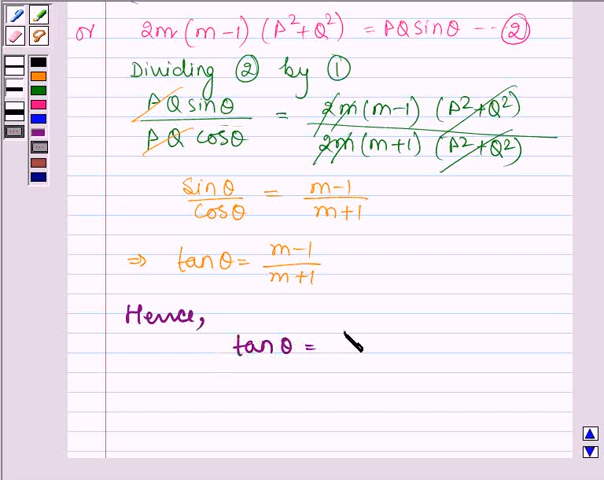 or 2m(m-1) (P²+Q²) = PQ sinθ -- ②
Dividing ② by ①
PQ sinθ / PQ cosθ = 2m(m-1) (P²+Q²) / 2m(m+1) (P²+Q²)
sinθ / cosθ = m-1 / m+1
⇒ tanθ = m-1 / m+1
Hence,
tanθ =